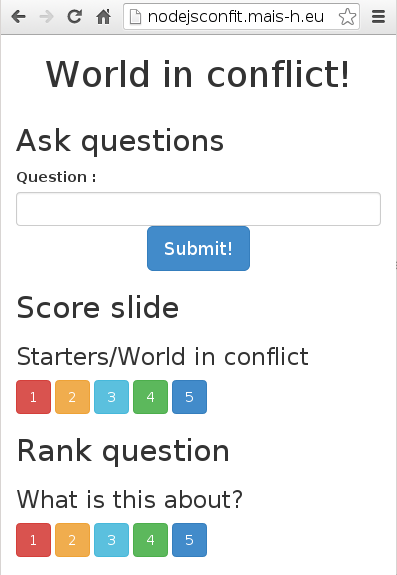 nodejsconfit.mais-h.eu
World in conflict!
Ask questions
Question :
Submit!
Score slide
Starters/World in conflict
1 2 3 4 5
Rank question
What is this about?
1 2 3 4 5